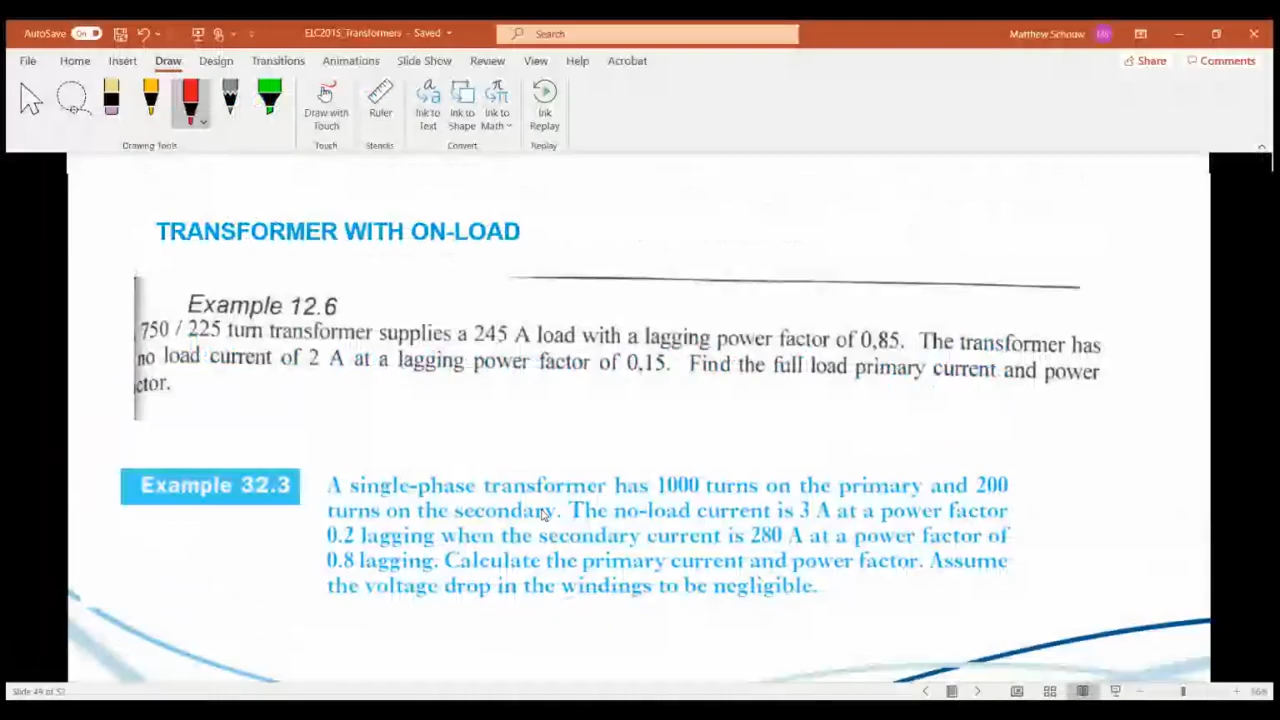 AutoSave On ELC2015_Transformers - Saved Search Matthew Schouw
File Home Insert Draw Design Transitions Animations Slide Show Review View Help Acrobat Share Comments
Draw with Touch Ruler Ink to Text Ink to Shape Ink to Math Ink Replay
Drawing Tools Touch Stencils Convert Replay
TRANSFORMER WITH ON-LOAD
Example 12.6
750 / 225 turn transformer supplies a 245 A load with a lagging power factor of 0,85. The transformer has
no load current of 2 A at a lagging power factor of 0,15. Find the full load primary current and power
ctor.
Example 32.3
A single-phase transformer has 1000 turns on the primary and 200
turns on the secondary. The no-load current is 3 A at a power factor
0.2 lagging when the secondary current is 280 A at a power factor of
0.8 lagging. Calculate the primary current and power factor. Assume
the voltage drop in the windings to be negligible.
Slide 49 of 52